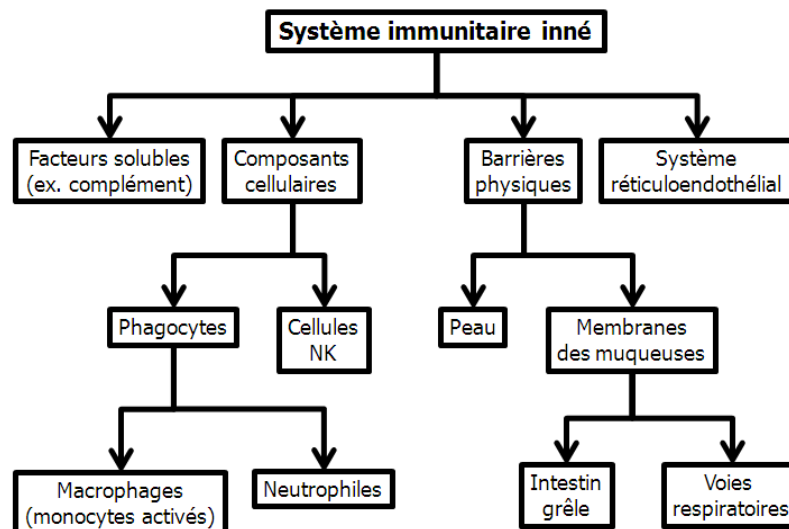 Système immunitaire inné
Facteurs solubles
(ex. complément)
Composants
cellulaires
Barrières
physiques
Système
réticuloendothélial
Phagocytes
Cellules
NK
Peau
Membranes
des muqueuses
Macrophages
(monocytes activés)
Neutrophiles
Intestin
grêle
Voies
respiratoires